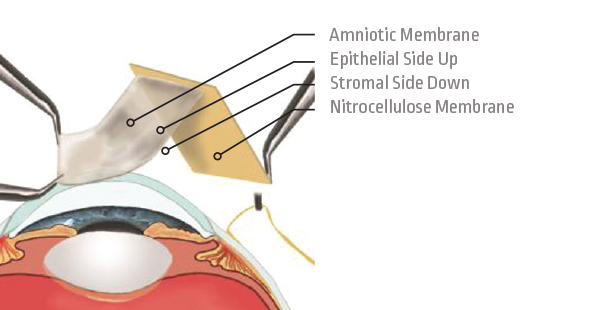 Amniotic Membrane
Epithelial Side Up
Stromal Side Down
Nitrocellulose Membrane